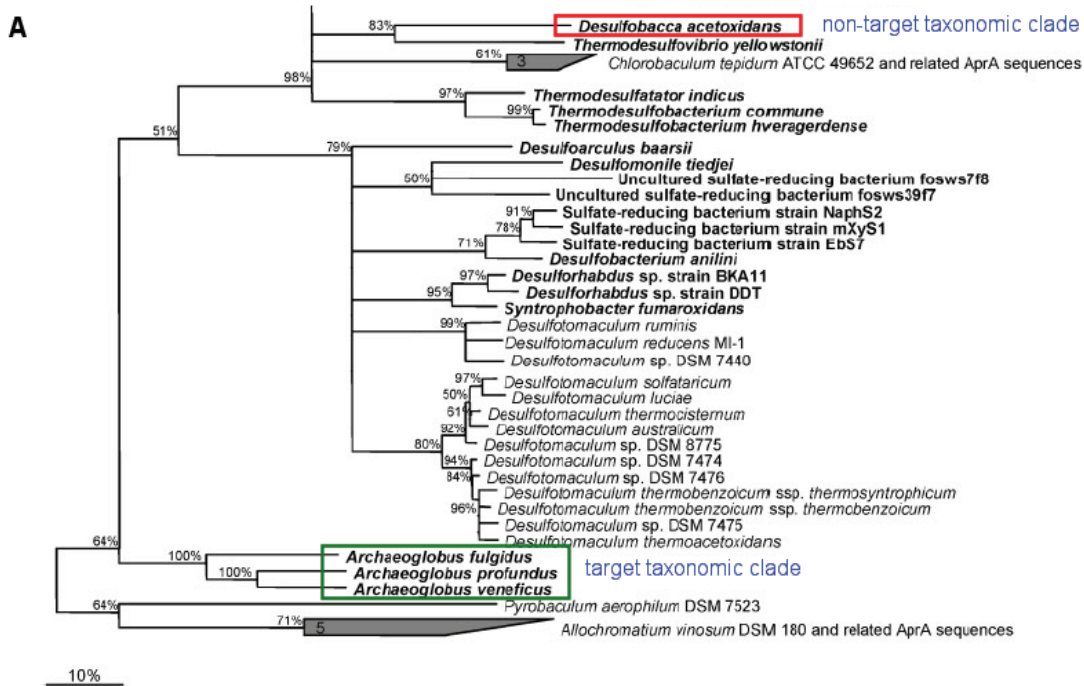 A
83%
Desulfobacca acetoxidans
non-target taxonomic clade
Thermodesulfovibrio yellowstonii
61%
3
Chlorobaculum tepidum ATCC 49652 and related AprA sequences
98%
97%
Thermodesulfatator indicus
99%
Thermodesulfobacterium commune
Thermodesulfobacterium hveragerdense
51%
79%
Desulfoarculus baarsii
Desulfomonile tiedjei
50%
Uncultured sulfate-reducing bacterium fosws7f8
Uncultured sulfate-reducing bacterium fosws39f7
91%
Sulfate-reducing bacterium strain NaphS2
78%
Sulfate-reducing bacterium strain mXyS1
71%
Sulfate-reducing bacterium strain EbS7
Desulfobacterium anilini
97%
Desulforhabdus sp. strain BKA11
95%
Desulforhabdus sp. strain DDT
Syntrophobacter fumaroxidans
99%
Desulfotomaculum ruminis
Desulfotomaculum reducens MI-1
Desulfotomaculum sp. DSM 7440
97%
Desulfotomaculum solfataricum
50%
Desulfotomaculum luciae
61%
Desulfotomaculum thermocisternum
92%
Desulfotomaculum australicum
80%
Desulfotomaculum sp. DSM 8775
94%
Desulfotomaculum sp. DSM 7474
84%
Desulfotomaculum sp. DSM 7476
Desulfotomaculum thermobenzoicum ssp. thermosyntrophicum
96%
Desulfotomaculum thermobenzoicum ssp. thermobenzoicum
Desulfotomaculum sp. DSM 7475
Desulfotomaculum thermoacetoxidans
64%
100%
Archaeoglobus fulgidus
100%
Archaeoglobus profundus
target taxonomic clade
Archaeoglobus veneficus
64%
Pyrobaculum aerophilum DSM 7523
71%
5
Allochromatium vinosum DSM 180 and related AprA sequences
10%